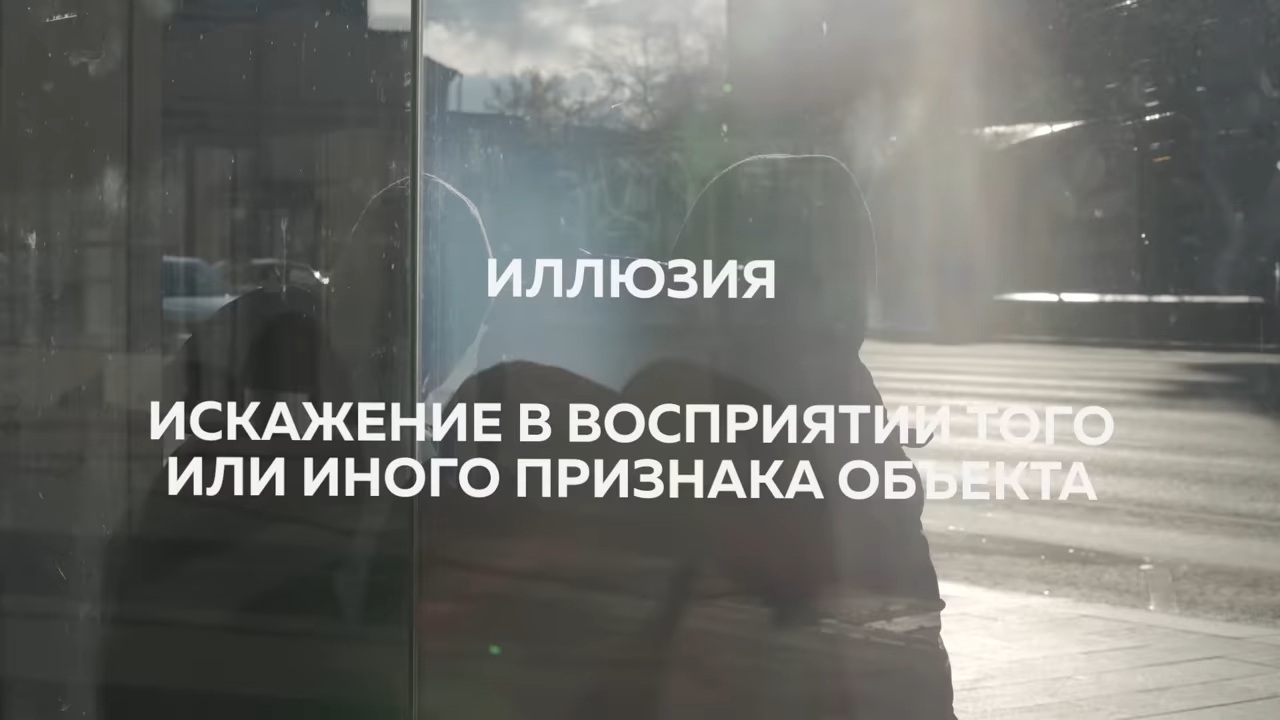 ИЛЛЮЗИЯ
ИСКАЖЕНИЕ В ВОСПРИЯТИИ ТОГО
ИЛИ ИНОГО ПРИЗНАКА ОБЪЕКТА